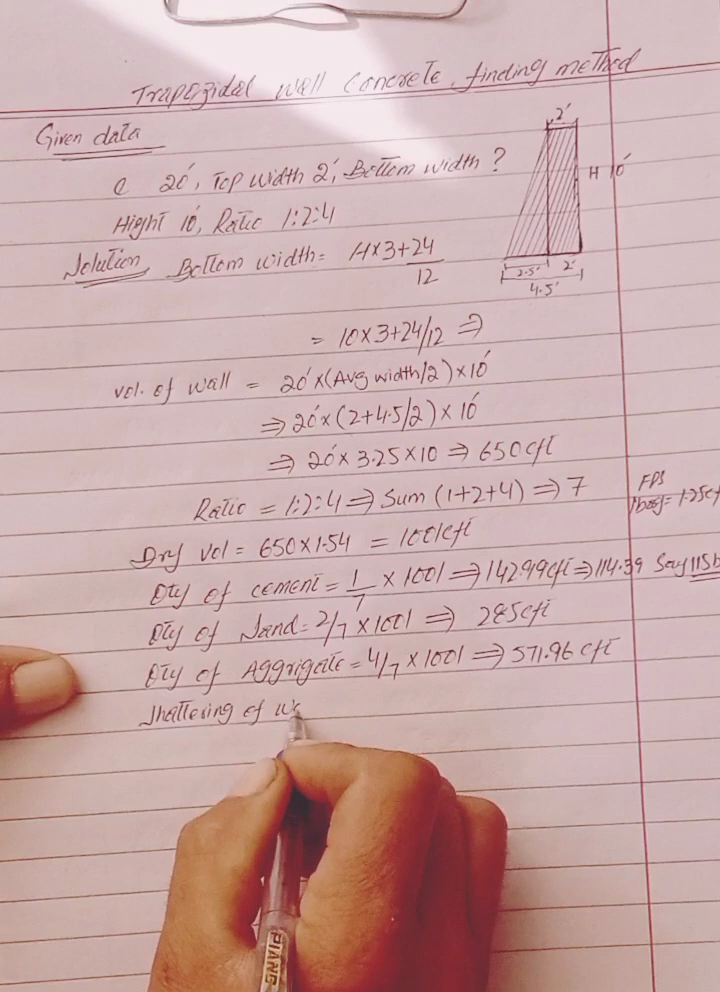 Trapozidal wall Concrete finding method
Given data
2'
H 10'
2.5' 2'
4.5'
20', Top width 2', Bottom width ?
Hight 10', Ratio 1:2:4
Solution Bottom width = H×3+24/12
= 10×3+24/12 ⇒
vol. of wall = 20'×(Avg width/2)×10'
⇒ 20'×(2+4.5/2)×10'
⇒ 20'×3.25×10 ⇒ 650cft
Ratio = 1:2:4 ⇒ Sum (1+2+4) ⇒ 7
FPS
1bag = 1.25cf
Dry vol = 650×1.54 = 1001cft
Qty of cement = 1/7 × 1001 ⇒ 142.99cft ⇒ 114.39 Say 115b
Qty of Sand = 2/7 × 1001 ⇒ 285cft
Qty of Aggrigate = 4/7 × 1001 ⇒ 571.96 cft
Shattering of w
PIANO